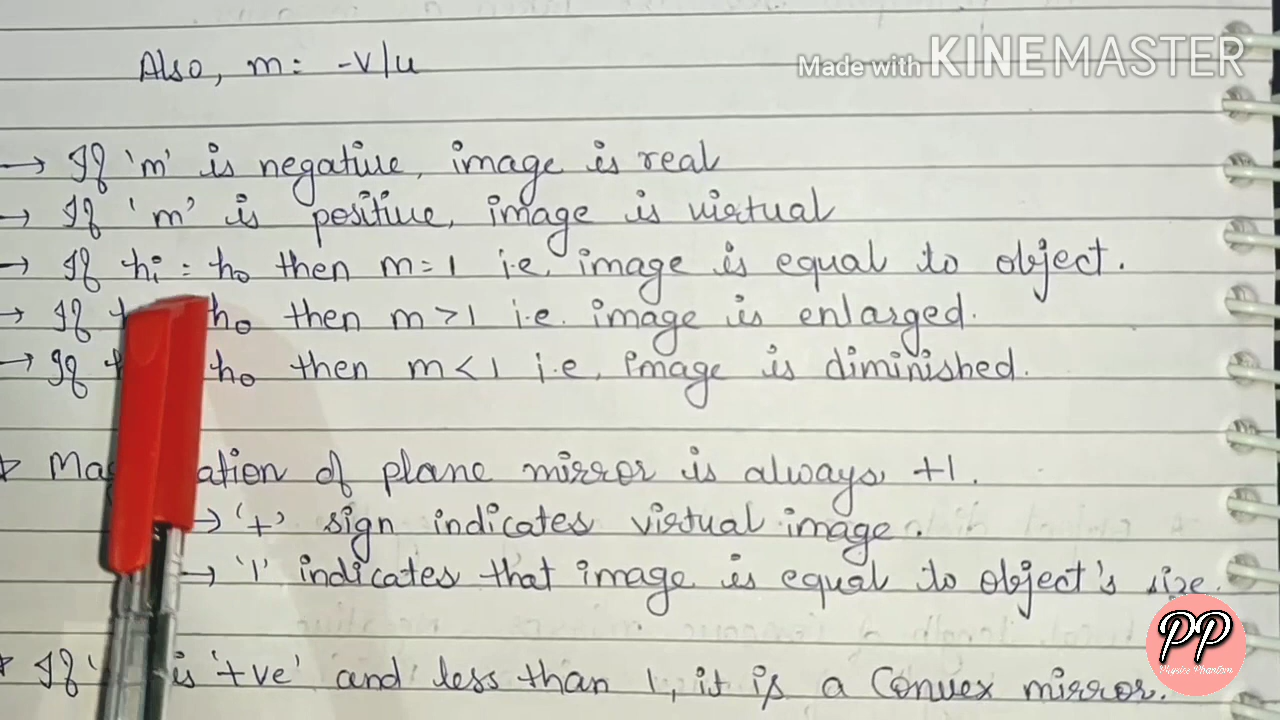 Also, m = -v/u
Made with KINEMASTER
→ If 'm' is negative, image is real
→ If 'm' is positive, image is virtual
→ If hi = ho then m = 1 i.e. image is equal to object.
→ If ho then m > 1 i.e. image is enlarged.
→ If ho then m < 1 i.e. image is diminished.
of plane mirror is always +1.
→ '+' sign indicates virtual image.
→ '1' indicates that image is equal to object's size.
If is '+ve' and less than 1, it is a Convex mirror.
PP
Physics Phantom